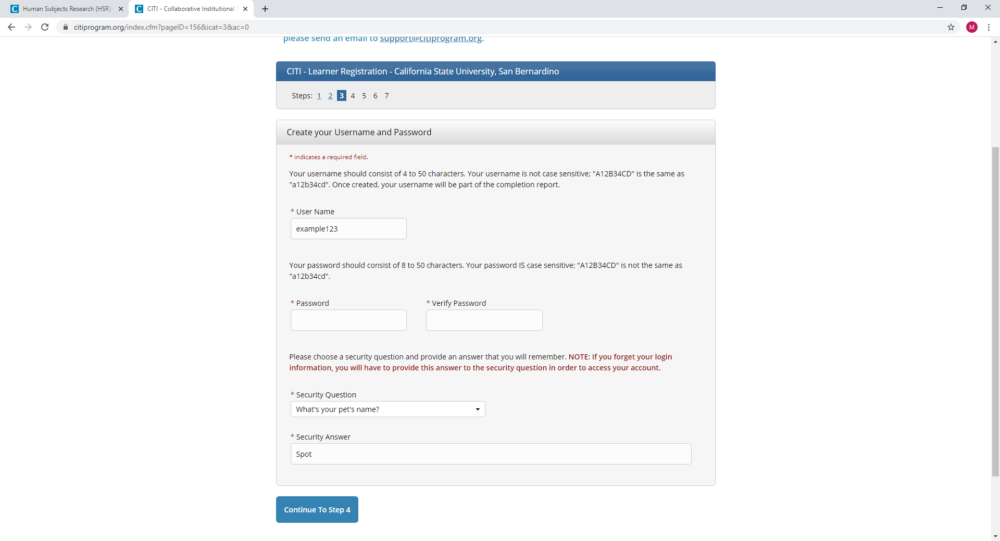 Human Subjects Research (HSR)
CITI - Collaborative Institutional
citiprogram.org/index.cfm?pageID=156&icat=3&ac=0
M
please send an email to support@citiprogram.org.
CITI - Learner Registration - California State University, San Bernardino
Steps: 1 2 3 4 5 6 7
Create your Username and Password
* indicates a required field.
Your username should consist of 4 to 50 characters. Your username is not case sensitive; "A12B34CD" is the same as
"a12b34cd". Once created, your username will be part of the completion report.
* User Name
example123
Your password should consist of 8 to 50 characters. Your password IS case sensitive; "A12B34CD" is not the same as
"a12b34cd".
* Password * Verify Password
Please choose a security question and provide an answer that you will remember. NOTE: If you forget your login
information, you will have to provide this answer to the security question in order to access your account.
* Security Question
What's your pet's name?
* Security Answer
Spot
Continue To Step 4